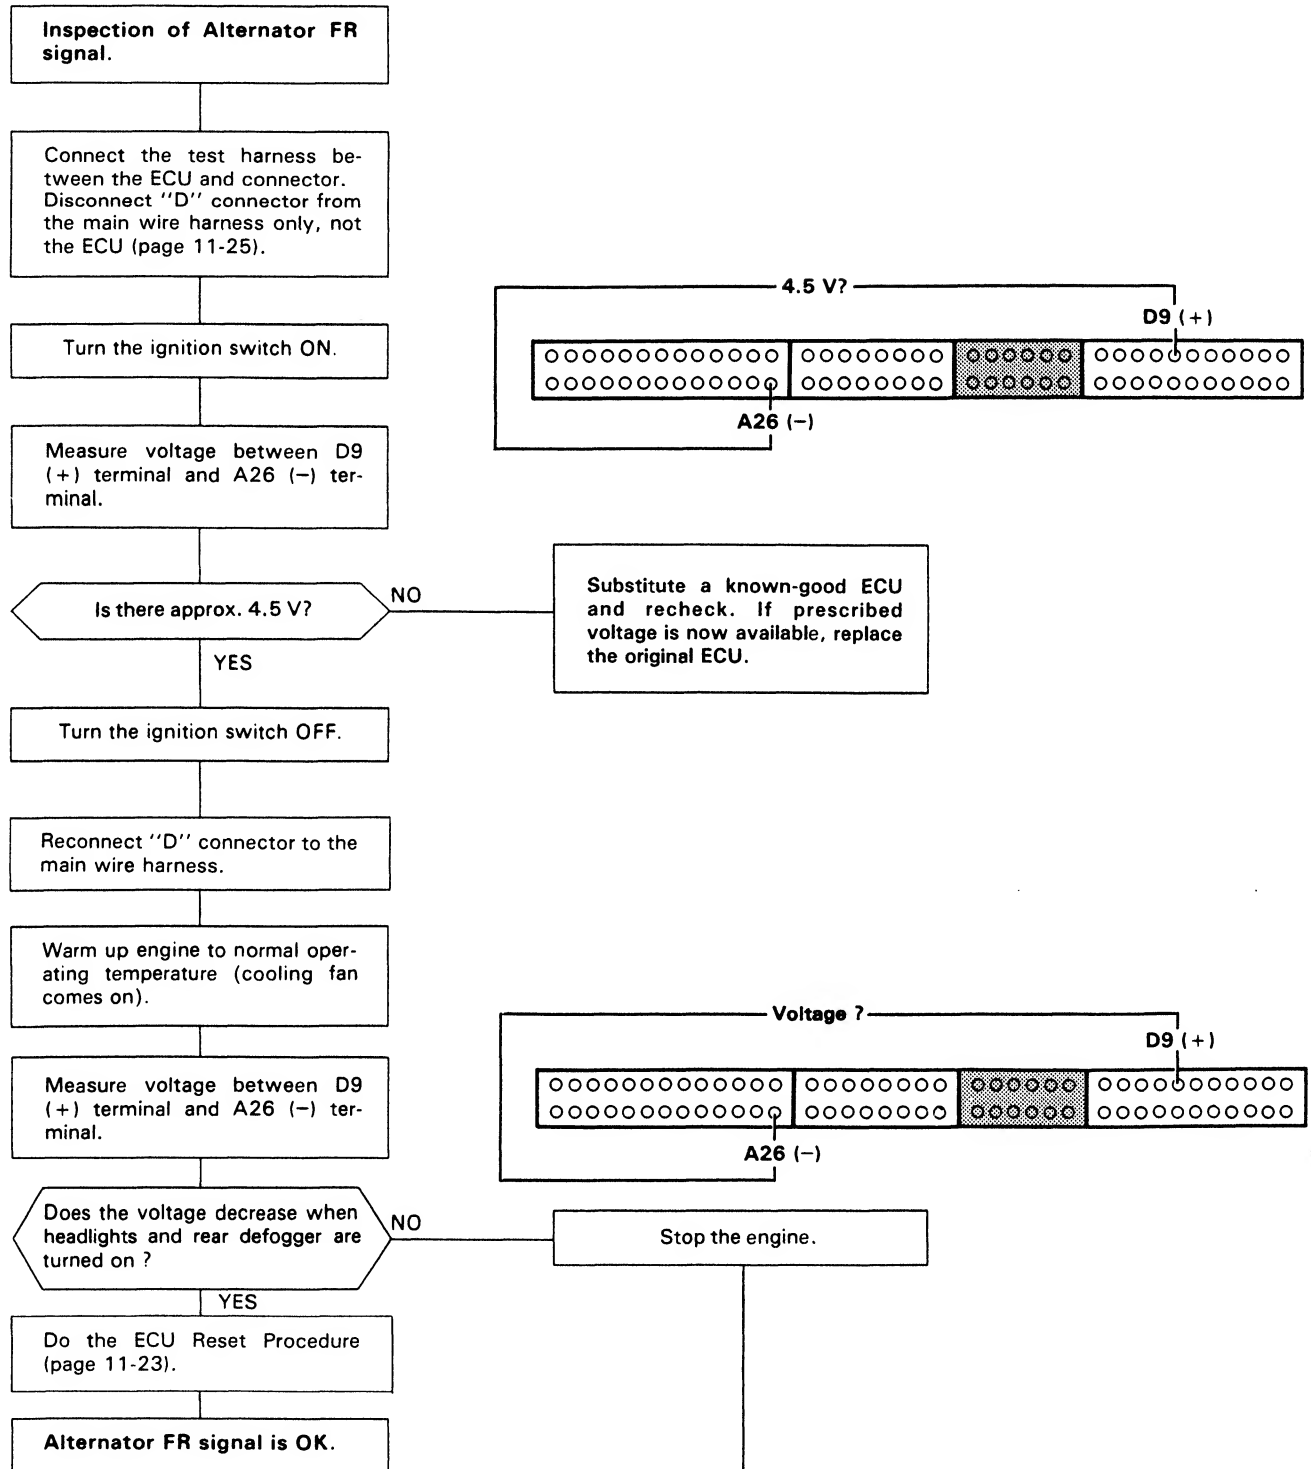 Inspection of Alternator FR
signal.
Connect the test harness be-
tween the ECU and connector.
Disconnect "D" connector from
the main wire harness only, not
the ECU (page 11-25).
Turn the ignition switch ON.
4.5 V?
D9 (+)
A26 (−)
Measure voltage between D9
(+) terminal and A26 (−) ter-
minal.
Is there approx. 4.5 V?
NO
Substitute a known-good ECU
and recheck. If prescribed
voltage is now available, replace
the original ECU.
YES
Turn the ignition switch OFF.
Reconnect "D" connector to the
main wire harness.
Warm up engine to normal oper-
ating temperature (cooling fan
comes on).
Voltage ?
D9 (+)
A26 (−)
Measure voltage between D9
(+) terminal and A26 (−) ter-
minal.
Does the voltage decrease when
headlights and rear defogger are
turned on ?
NO
Stop the engine.
YES
Do the ECU Reset Procedure
(page 11-23).
Alternator FR signal is OK.